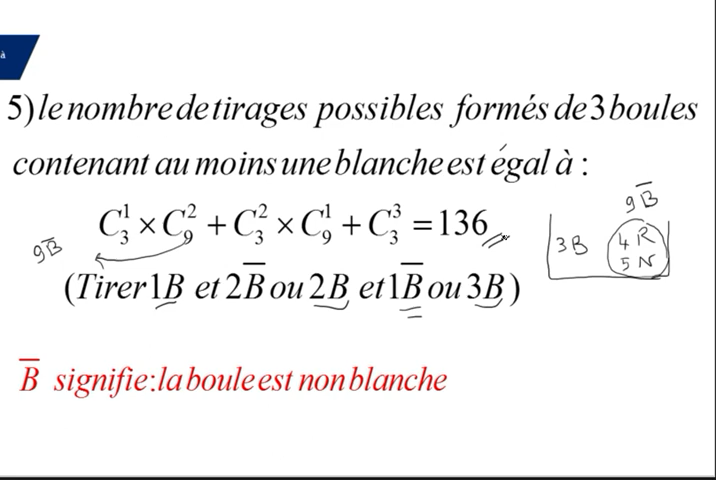 à
5) le nombre de tirages possibles formés de 3 boules
contenant au moins une blanche est égal à :
C₃¹ × C₉² + C₃² × C₉¹ + C₃³ = 136
9B̅
9B̅
3B
4 R
5 N
(Tirer 1B et 2B̅ ou 2B et 1B̅ ou 3B)
B̅ signifie: la boule est non blanche